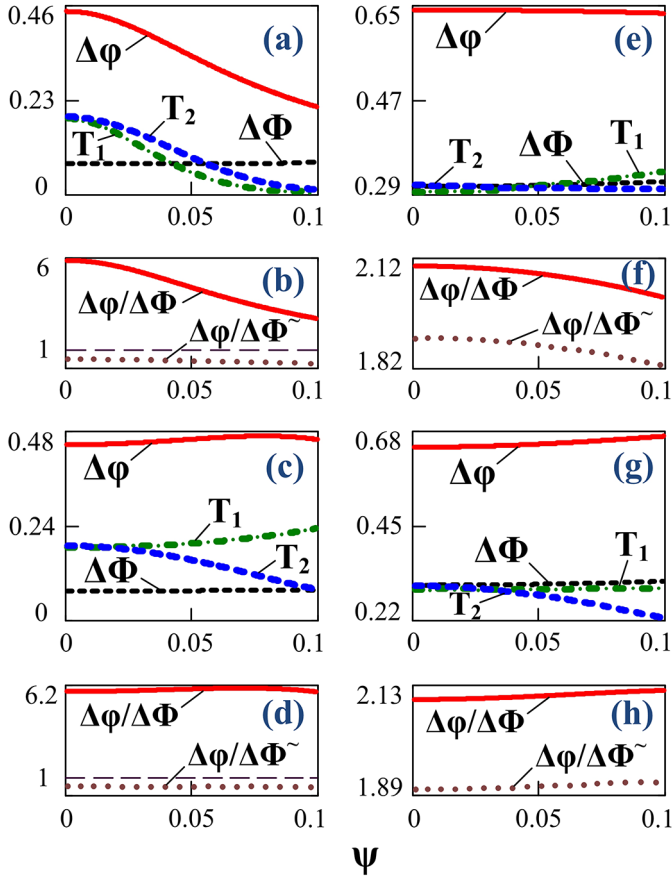 0.46
(a)
Δφ
0.23
T2
ΔΦ
T1
0
0 0.05 0.1
6
(b)
Δφ/ΔΦ
Δφ/ΔΦ~
1
0 0.05 0.1
0.48
(c)
Δφ
T1
0.24
T2
ΔΦ
0
0 0.05 0.1
6.2
(d)
Δφ/ΔΦ
Δφ/ΔΦ~
1
0 0.05 0.1
0.65
(e)
Δφ
0.47
T2
ΔΦ
T1
0.29
0 0.05 0.1
2.12
(f)
Δφ/ΔΦ
Δφ/ΔΦ~
1.82
0 0.05 0.1
0.68
(g)
Δφ
0.45
ΔΦ
T1
T2
0.22
0 0.05 0.1
2.13
(h)
Δφ/ΔΦ
Δφ/ΔΦ~
1.89
0 0.05 0.1
ψ